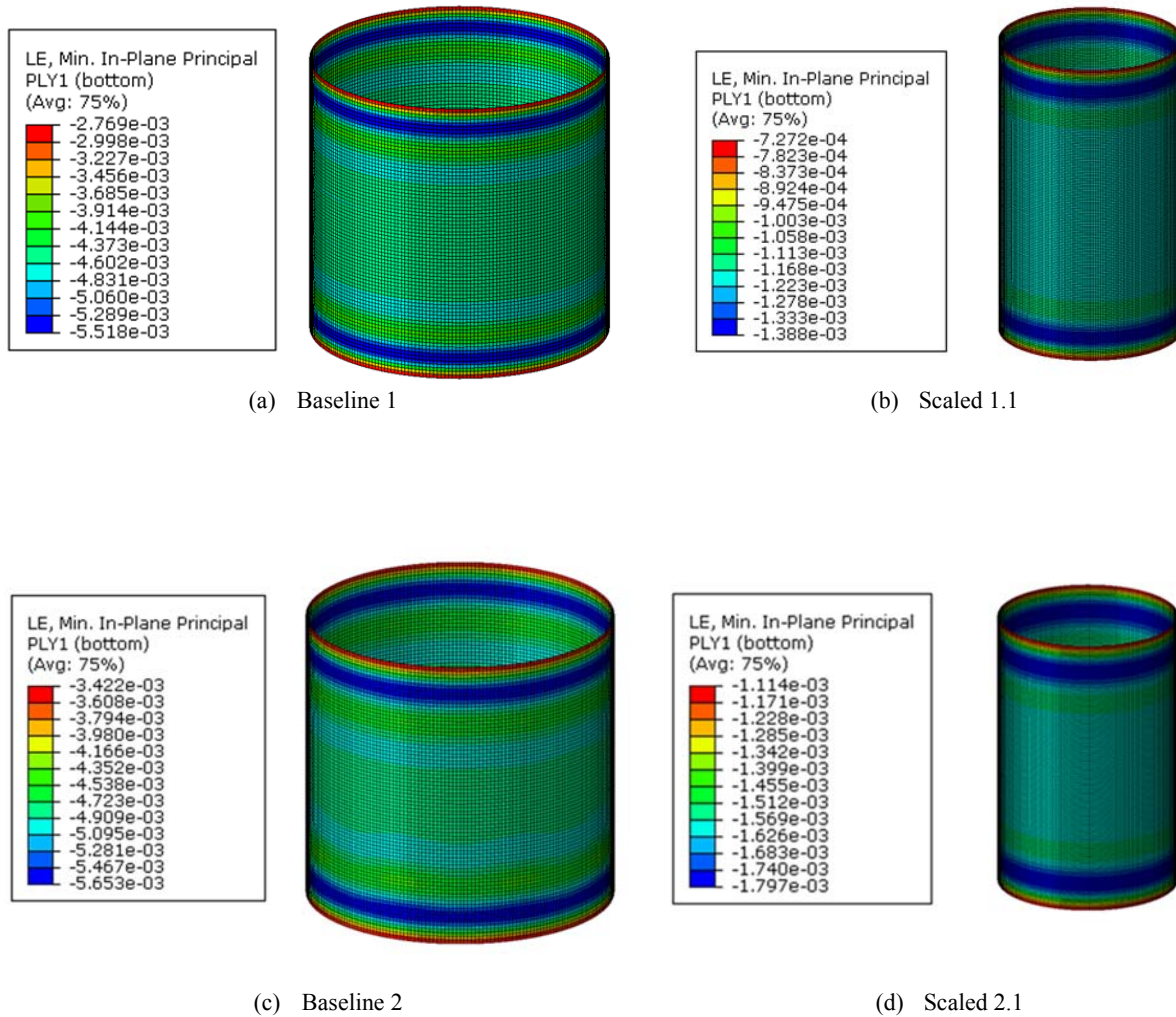 LE, Min. In-Plane Principal
PLY1 (bottom)
(Avg: 75%)
-2.769e-03
-2.998e-03
-3.227e-03
-3.456e-03
-3.685e-03
-3.914e-03
-4.144e-03
-4.373e-03
-4.602e-03
-4.831e-03
-5.060e-03
-5.289e-03
-5.518e-03
LE, Min. In-Plane Principal
PLY1 (bottom)
(Avg: 75%)
-7.272e-04
-7.823e-04
-8.373e-04
-8.924e-04
-9.475e-04
-1.003e-03
-1.058e-03
-1.113e-03
-1.168e-03
-1.223e-03
-1.278e-03
-1.333e-03
-1.388e-03
(a) Baseline 1
(b) Scaled 1.1
LE, Min. In-Plane Principal
PLY1 (bottom)
(Avg: 75%)
-3.422e-03
-3.608e-03
-3.794e-03
-3.980e-03
-4.166e-03
-4.352e-03
-4.538e-03
-4.723e-03
-4.909e-03
-5.095e-03
-5.281e-03
-5.467e-03
-5.653e-03
LE, Min. In-Plane Principal
PLY1 (bottom)
(Avg: 75%)
-1.114e-03
-1.171e-03
-1.228e-03
-1.285e-03
-1.342e-03
-1.399e-03
-1.455e-03
-1.512e-03
-1.569e-03
-1.626e-03
-1.683e-03
-1.740e-03
-1.797e-03
(c) Baseline 2
(d) Scaled 2.1